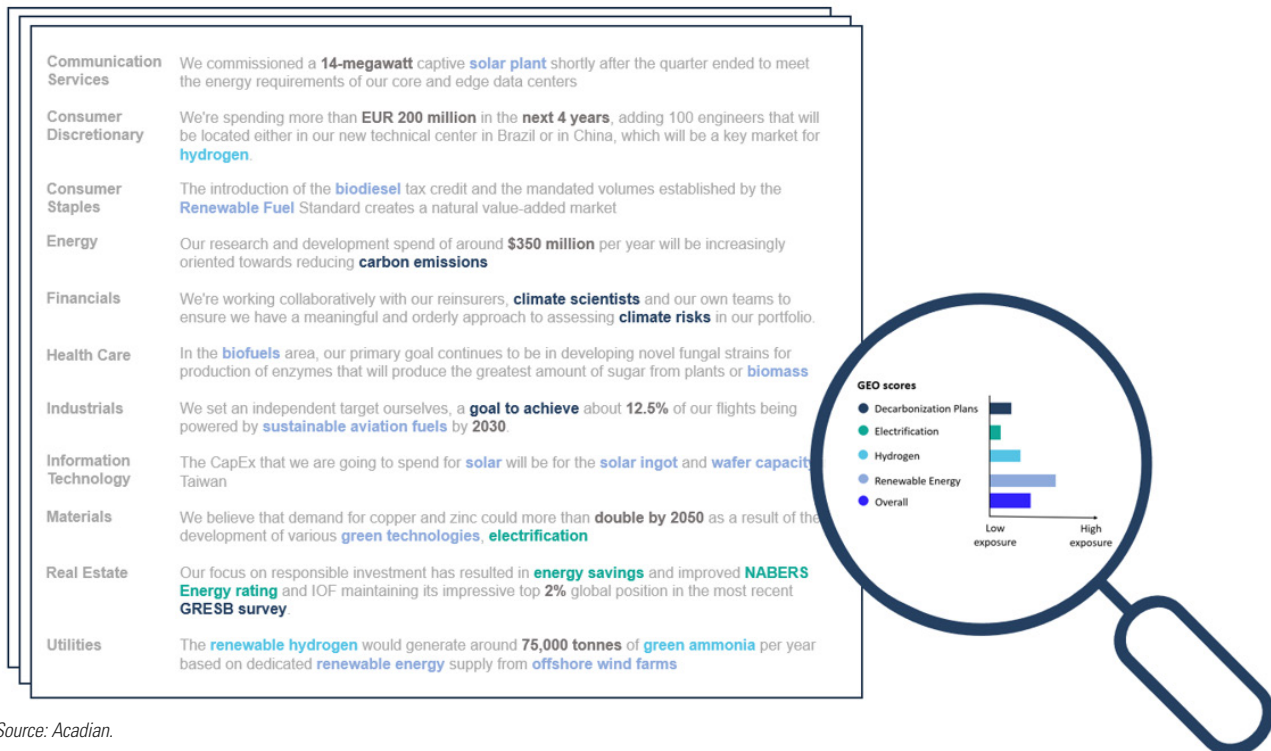 Communication Services
We commissioned a 14-megawatt captive solar plant shortly after the quarter ended to meet
the energy requirements of our core and edge data centers
Consumer Discretionary
We're spending more than EUR 200 million in the next 4 years, adding 100 engineers that will
be located either in our new technical center in Brazil or in China, which will be a key market for
hydrogen.
Consumer Staples
The introduction of the biodiesel tax credit and the mandated volumes established by the
Renewable Fuel Standard creates a natural value-added market
Energy
Our research and development spend of around $350 million per year will be increasingly
oriented towards reducing carbon emissions
Financials
We're working collaboratively with our reinsurers, climate scientists and our own teams to
ensure we have a meaningful and orderly approach to assessing climate risks in our portfolio.
Health Care
In the biofuels area, our primary goal continues to be in developing novel fungal strains for
production of enzymes that will produce the greatest amount of sugar from plants or biomass
Industrials
We set an independent target ourselves, a goal to achieve about 12.5% of our flights being
powered by sustainable aviation fuels by 2030.
Information Technology
The CapEx that we are going to spend for solar will be for the solar ingot and wafer capacity
Taiwan
Materials
We believe that demand for copper and zinc could more than double by 2050 as a result of the
development of various green technologies, electrification
Real Estate
Our focus on responsible investment has resulted in energy savings and improved NABERS
Energy rating and IOF maintaining its impressive top 2% global position in the most recent
GRESB survey.
Utilities
The renewable hydrogen would generate around 75,000 tonnes of green ammonia per year
based on dedicated renewable energy supply from offshore wind farms
GEO scores
Decarbonization Plans
Electrification
Hydrogen
Renewable Energy
Overall
Low exposure
High exposure
Source: Acadian.